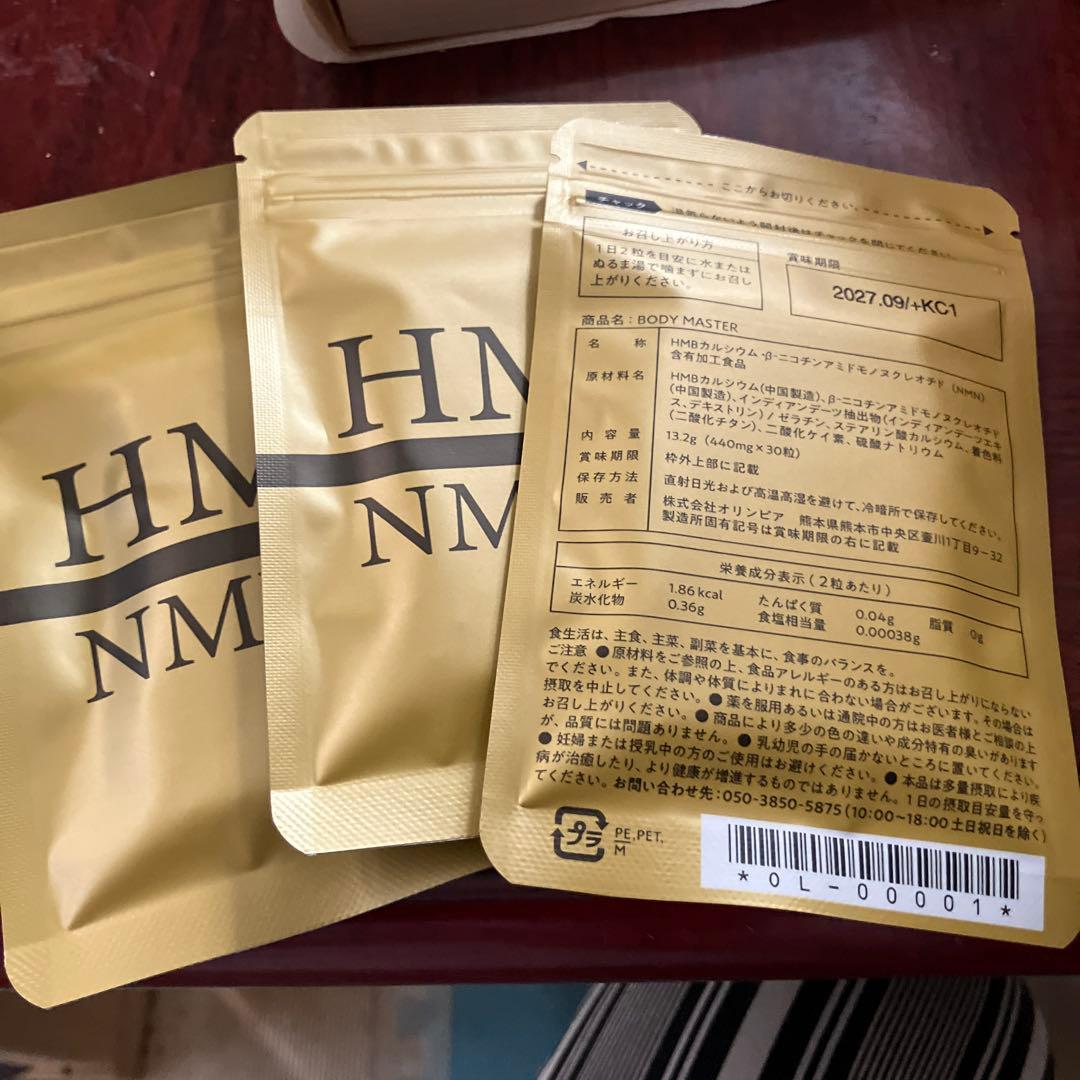 HM
NM
HM
NM
ここからお切りください。
チャック
湿気らないよう開封後はチャックを閉じてください。
お召し上がり方
1日2粒を目安に水または
ぬるま湯で噛まずにお召し
上がりください。
賞味期限
2027.09/+KC1
商品名：BODY MASTER
名称 HMBカルシウム・β-ニコチンアミドモノヌクレオチド（NMN）
含有加工食品
原材料名 HMBカルシウム(中国製造)、β-ニコチンアミドモノヌクレオチド
(中国製造)、インディアンデーツ抽出物(インディアンデーツエキ
ス、デキストリン) / ゼラチン、ステアリン酸カルシウム、着色料
(二酸化チタン)、二酸化ケイ素、硫酸ナトリウム
内容量 13.2g（440mg×30粒）
賞味期限 枠外上部に記載
保存方法 直射日光および高温高湿を避けて、冷暗所で保存してください。
販売者 株式会社オリンピア 熊本県熊本市中央区壷川1丁目9−32
製造所固有記号は賞味期限の右に記載
栄養成分表示（2粒あたり）
エネルギー 1.86kcal たんぱく質 0.04g 脂質 0g
炭水化物 0.36g 食塩相当量 0.00038g
食生活は、主食、主菜、副菜を基本に、食事のバランスを。
ご注意 ●原材料をご参照の上、食品アレルギーのある方はお召し上がりにならない
でください。また、体調や体質によりまれに合わない場合がございます。その場合は
摂取を中止してください。●薬を服用あるいは通院中の方はお医者様とご相談の上
お召し上がりください。●商品により多少の色の違いや成分特有の臭いがあります
が、品質には問題ありません。●乳幼児の手の届かないところに置いてください。
●妊婦または授乳中の方のご使用はお避けください。●本品は多量摂取により疾
病が治癒したり、より健康が増進するものではありません。1日の摂取目安量を守っ
てください。お問い合わせ先：050-3850-5875（10:00~18:00 土日祝日を除く）
プラ
PE,PET,
M
*OL-00001*